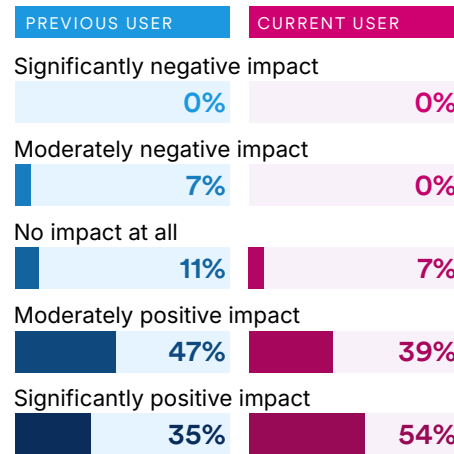 PREVIOUS USER CURRENT USER
Significantly negative impact
0% 0%
Moderately negative impact
7% 0%
No impact at all
11% 7%
Moderately positive impact
47% 39%
Significantly positive impact
35% 54%